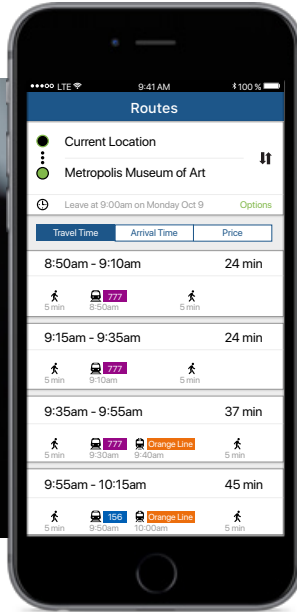 LTE 9:41 AM 100 %
Routes
Current Location
Metropolis Museum of Art
Leave at 9:00am on Monday Oct 9 Options
Travel Time Arrival Time Price
8:50am - 9:10am 24 min
777
5 min 8:50am 5 min
9:15am - 9:35am 24 min
777
5 min 9:10am 5 min
9:35am - 9:55am 37 min
777 Orange Line
5 min 9:30am 9:40am 5 min
9:55am - 10:15am 45 min
156 Orange Line
5 min 9:50am 10:00am 5 min